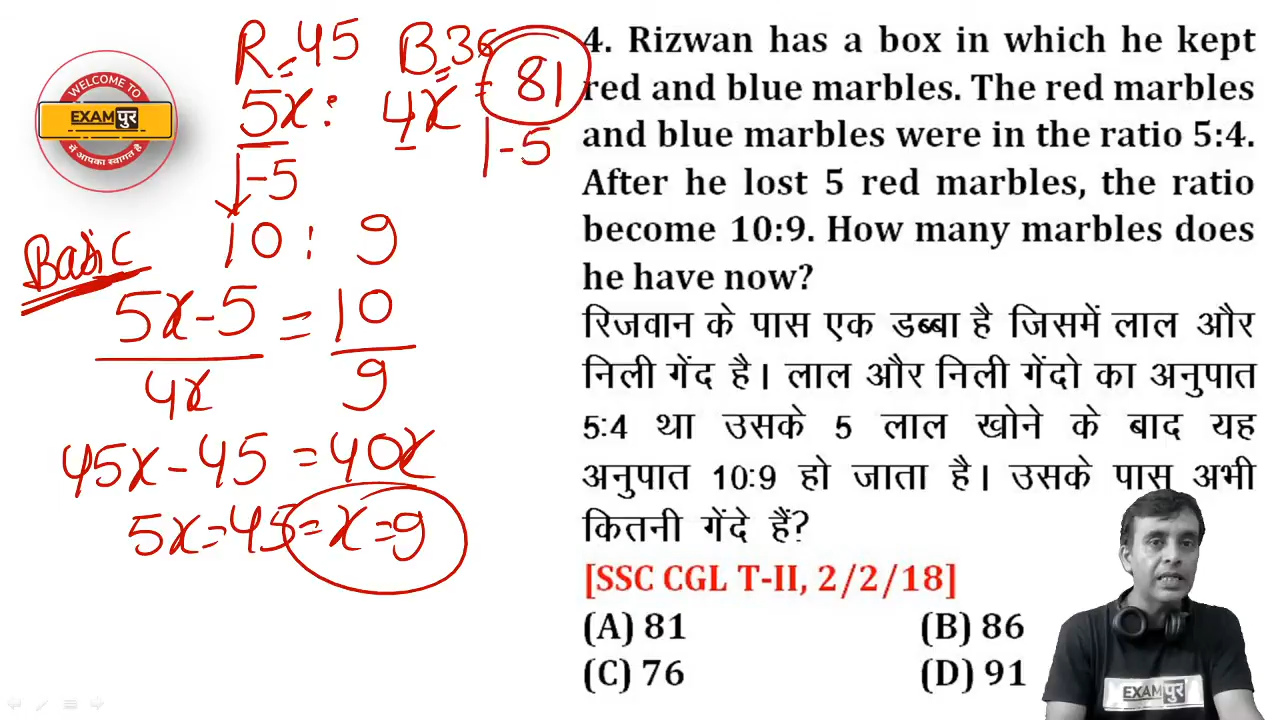 R=45 B=36
5x : 4x = 81
-5 -5
10 : 9
Basic
5x-5 = 10
4x 9
45x-45 = 40x
5x=45=x=9
WELCOME TO
EXAMपुर
में आपका स्वागत है
4. Rizwan has a box in which he kept
red and blue marbles. The red marbles
and blue marbles were in the ratio 5:4.
After he lost 5 red marbles, the ratio
become 10:9. How many marbles does
he have now?
रिजवान के पास एक डब्बा है जिसमें लाल और
निली गेंद है। लाल और निली गेंदो का अनुपात
5:4 था उसके 5 लाल खोने के बाद यह
अनुपात 10:9 हो जाता है। उसके पास अभी
कितनी गेंदे हैं?
[SSC CGL T-II, 2/2/18]
(A) 81 (B) 86
(C) 76 (D) 91
EXAMपुर